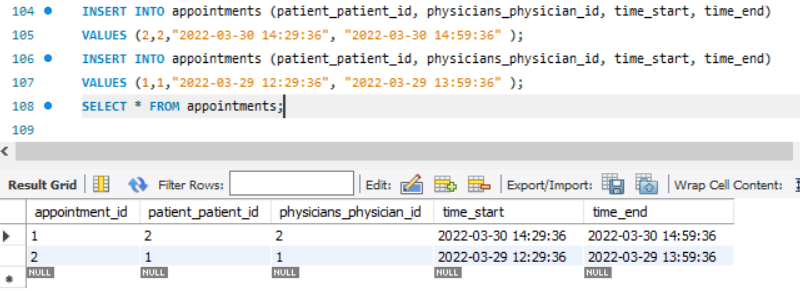 104 INSERT INTO appointments (patient_patient_id, physicians_physician_id, time_start, time_end)
105 VALUES (2,2,"2022-03-30 14:29:36", "2022-03-30 14:59:36" );
106 INSERT INTO appointments (patient_patient_id, physicians_physician_id, time_start, time_end)
107 VALUES (1,1,"2022-03-29 12:29:36", "2022-03-29 13:59:36" );
108 SELECT * FROM appointments;
109
Result Grid Filter Rows: Edit: Export/Import: Wrap Cell Content:
appointment_id patient_patient_id physicians_physician_id time_start time_end
1 2 2 2022-03-30 14:29:36 2022-03-30 14:59:36
2 1 1 2022-03-29 12:29:36 2022-03-29 13:59:36
NULL NULL NULL NULL NULL